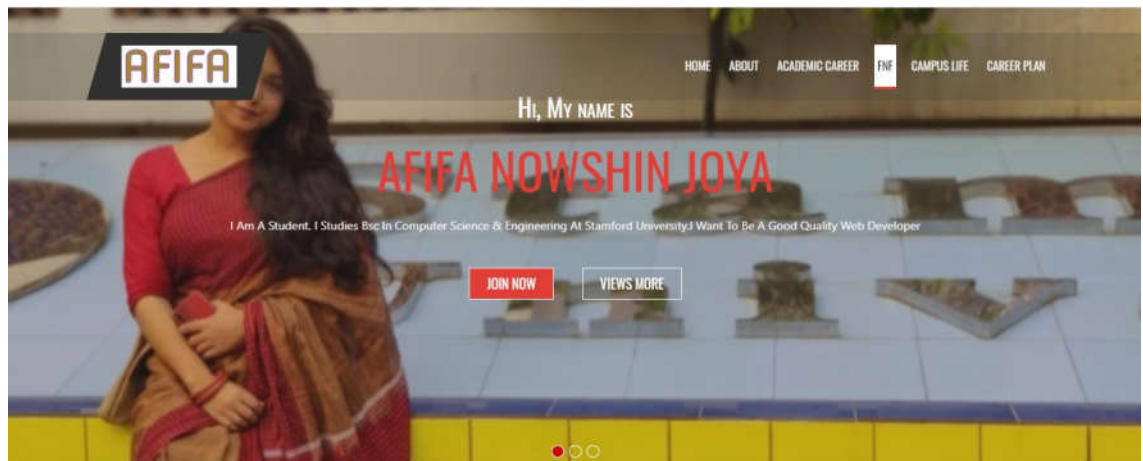 AFIFA
HOME ABOUT ACADEMIC CAREER FNF CAMPUS LIFE CAREER PLAN
Hi, My name is
AFIFA NOWSHIN JOYA
I Am A Student. I Studies Bsc In Computer Science & Engineering At Stamford University.I Want To Be A Good Quality Web Developer
JOIN NOW VIEWS MORE